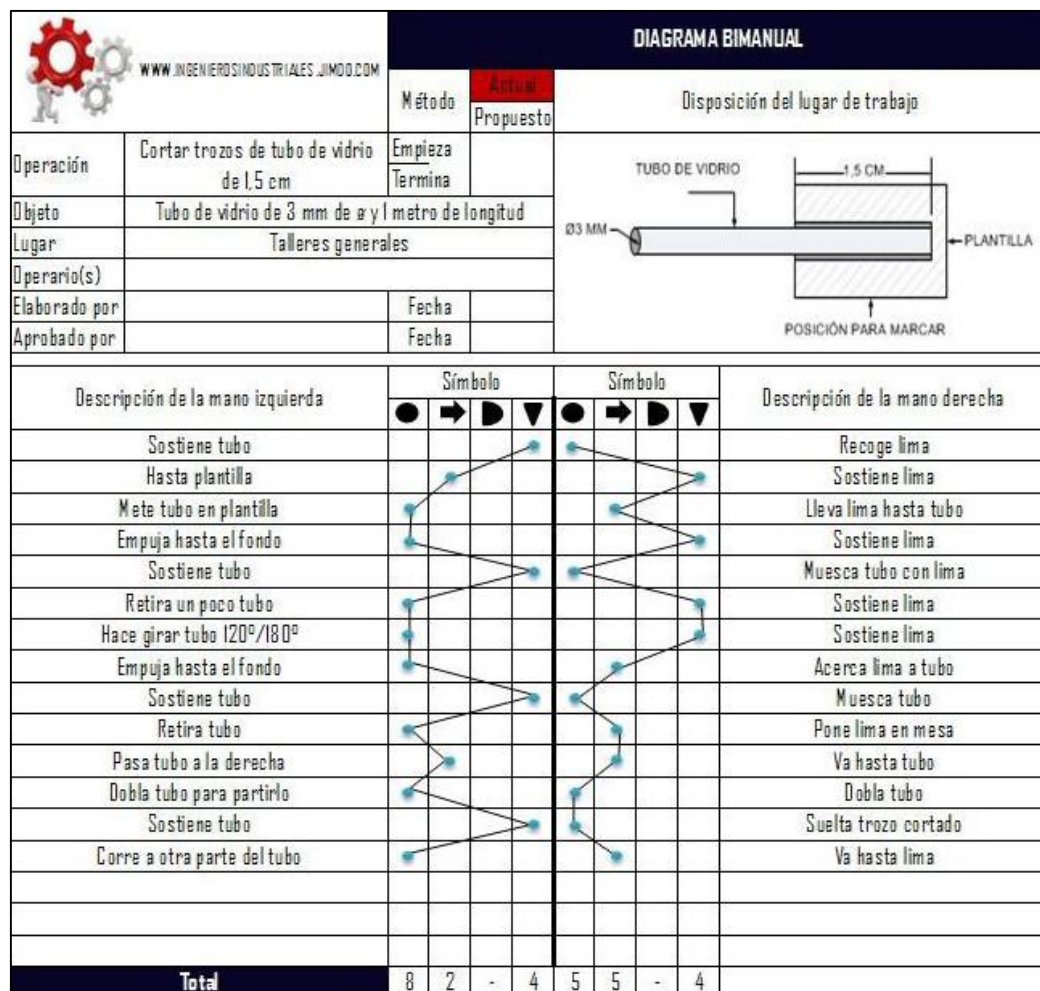 WWW.INGENIEROSINDUSTRIALES.JIMDO.COM
DIAGRAMA BIMANUAL
Método
Actual
Propuesto
Disposición del lugar de trabajo
Operación
Cortar trozos de tubo de vidrio
de 1,5 cm
Empieza
Termina
Objeto
Tubo de vidrio de 3 mm de ø y 1 metro de longitud
Lugar
Talleres generales
Operario(s)
Elaborado por
Fecha
Aprobado por
Fecha
TUBO DE VIDRIO
1,5 CM
Ø3 MM
PLANTILLA
POSICIÓN PARA MARCAR
Descripción de la mano izquierda
Símbolo
Símbolo
Descripción de la mano derecha
Sostiene tubo
Recoge lima
Hasta plantilla
Sostiene lima
Mete tubo en plantilla
Lleva lima hasta tubo
Empuja hasta el fondo
Sostiene lima
Sostiene tubo
Muesca tubo con lima
Retira un poco tubo
Sostiene lima
Hace girar tubo 120º/180º
Sostiene lima
Empuja hasta el fondo
Acerca lima a tubo
Sostiene tubo
Muesca tubo
Retira tubo
Pone lima en mesa
Pasa tubo a la derecha
Va hasta tubo
Dobla tubo para partirlo
Dobla tubo
Sostiene tubo
Suelta trozo cortado
Corre a otra parte del tubo
Va hasta lima
Total 8 2 - 4 5 5 - 4